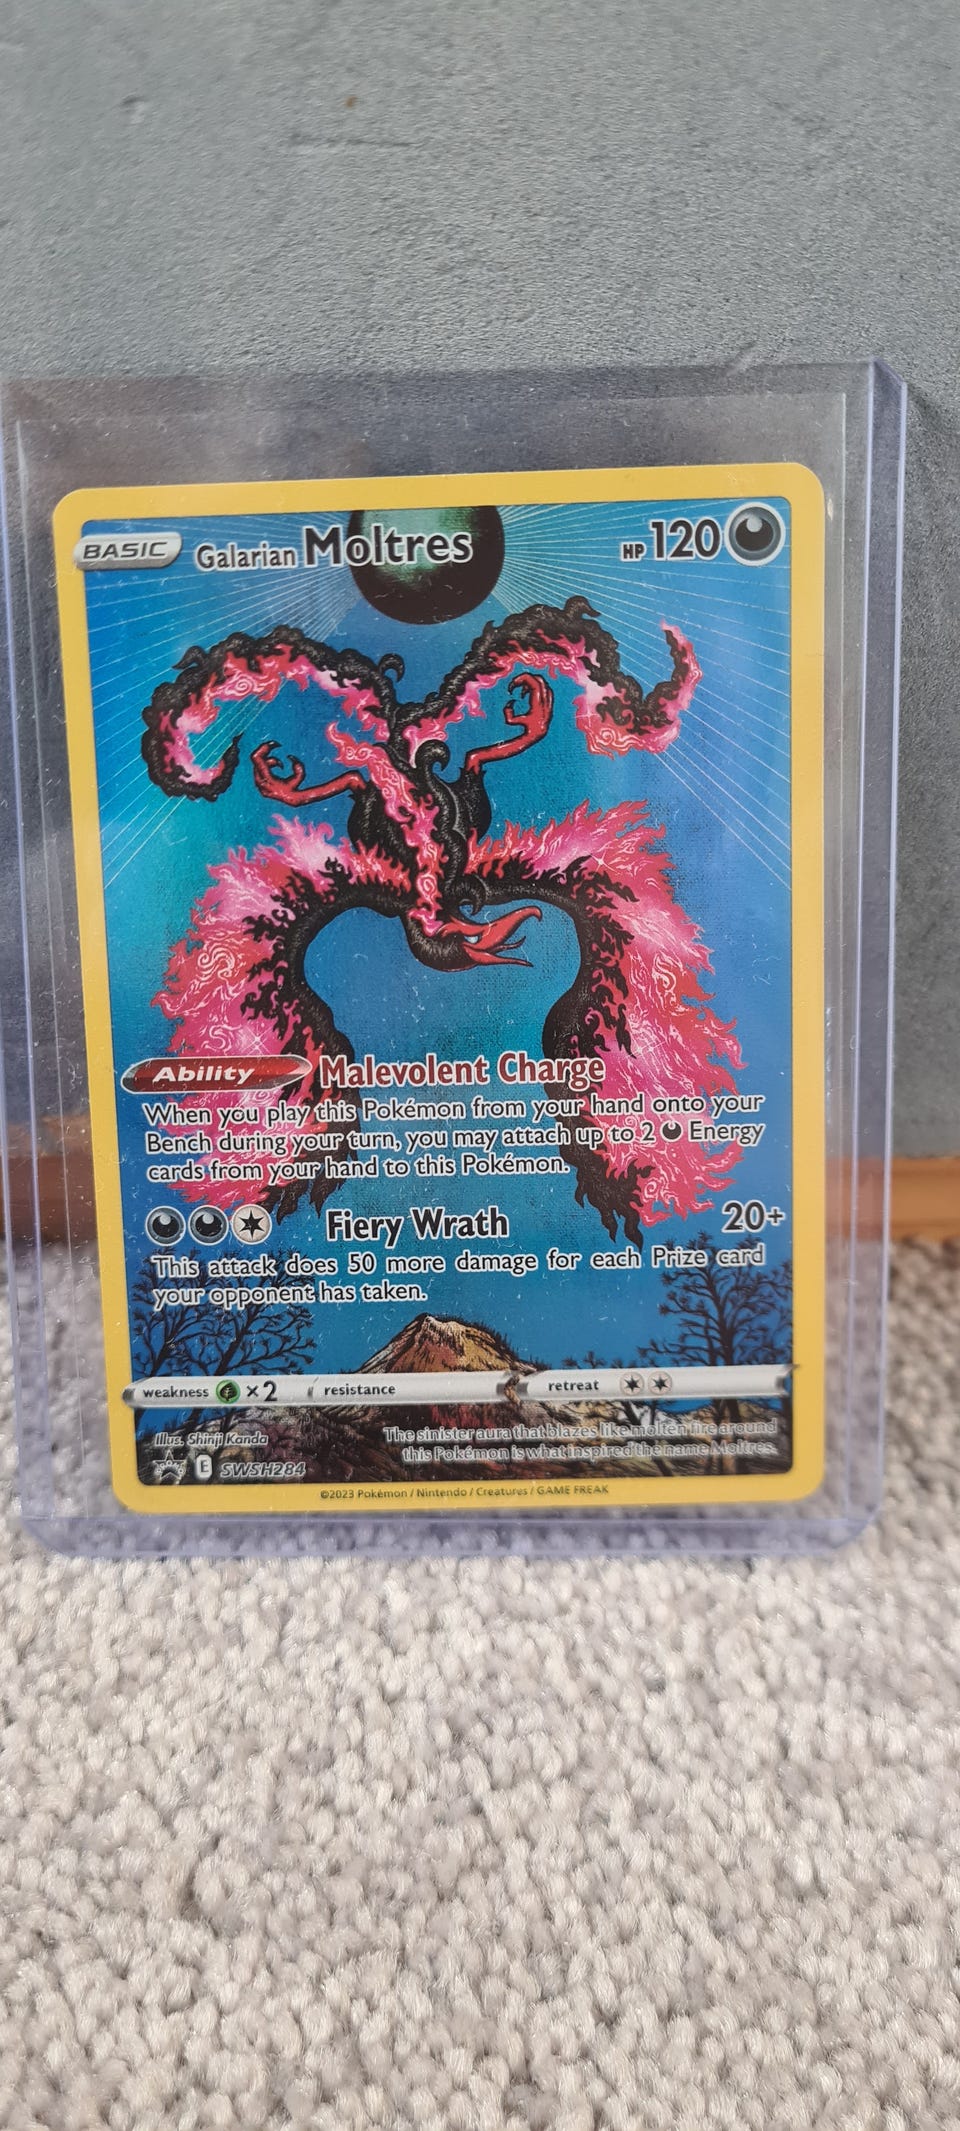 BASIC Galarian Moltres HP 120
Ability Malevolent Charge
When you play this Pokémon from your hand onto your
Bench during your turn, you may attach up to 2 Energy
cards from your hand to this Pokémon.
Fiery Wrath 20+
This attack does 50 more damage for each Prize card
your opponent has taken.
weakness ×2 resistance retreat
Illus. Shinji Kanda
The sinister aura that blazes like molten fire around
this Pokémon is what inspired the name Moltres.
E SWSH284
©2023 Pokémon / Nintendo / Creatures / GAME FREAK